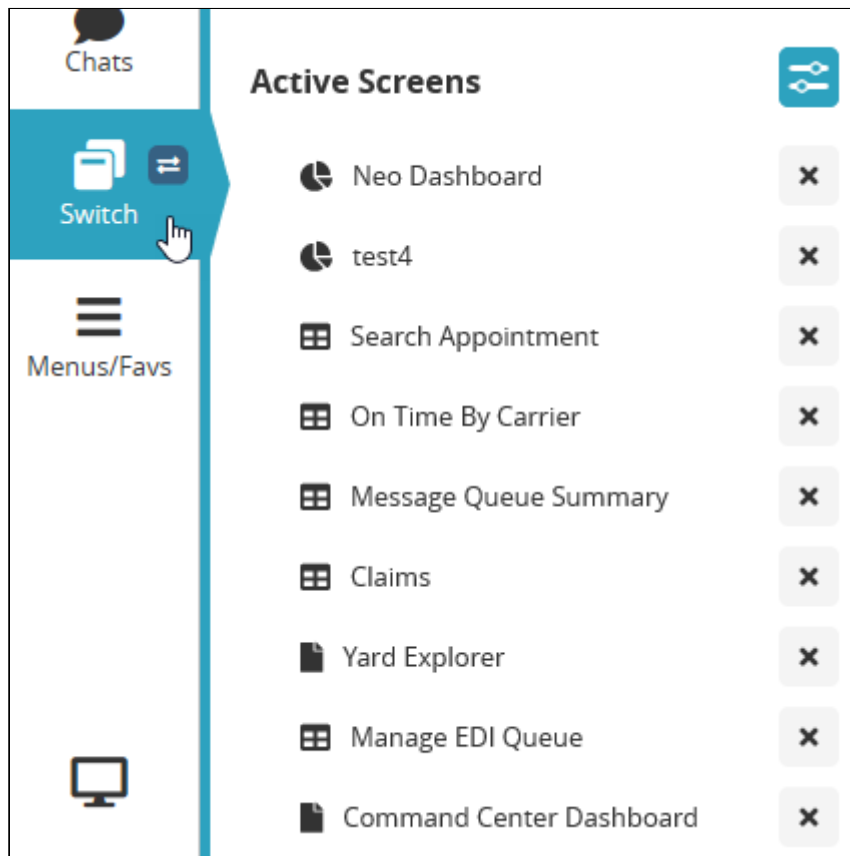 Chats
Switch
Menus/Favs
Active Screens
Neo Dashboard
test4
Search Appointment
On Time By Carrier
Message Queue Summary
Claims
Yard Explorer
Manage EDI Queue
Command Center Dashboard